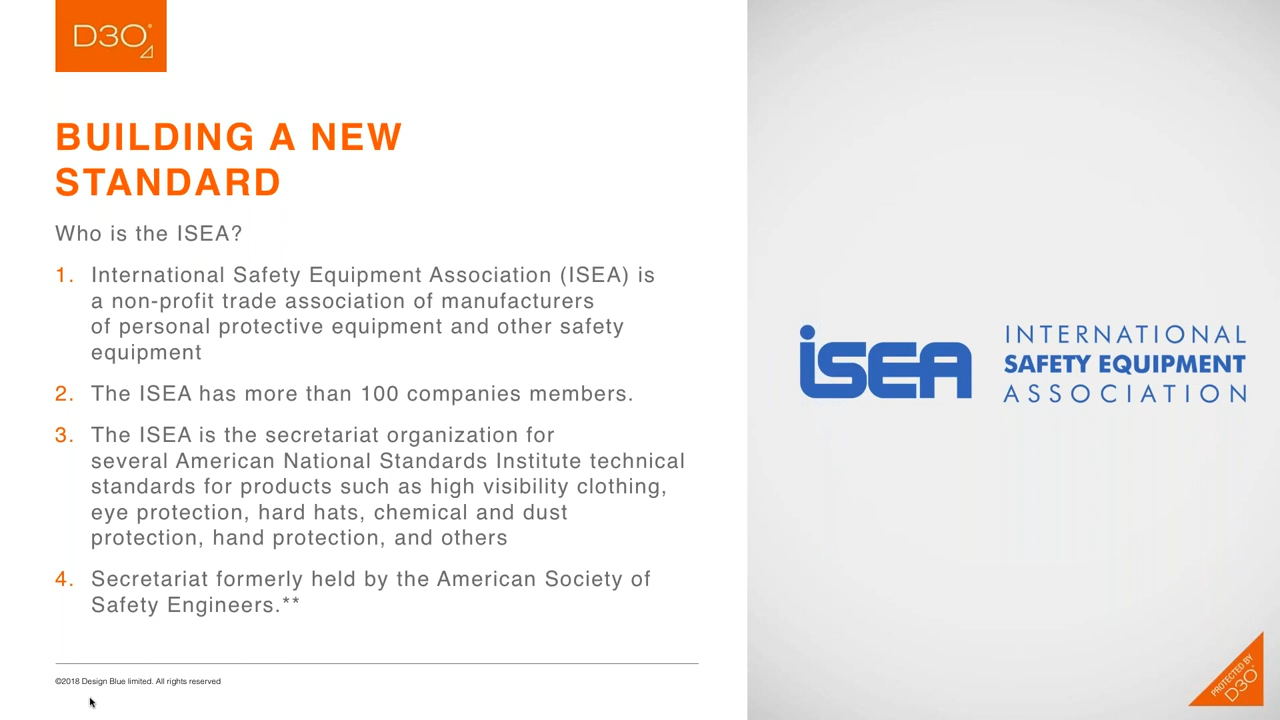 D3O
BUILDING A NEW
STANDARD
Who is the ISEA?
1. International Safety Equipment Association (ISEA) is
a non-profit trade association of manufacturers
of personal protective equipment and other safety
equipment
2. The ISEA has more than 100 companies members.
3. The ISEA is the secretariat organization for
several American National Standards Institute technical
standards for products such as high visibility clothing,
eye protection, hard hats, chemical and dust
protection, hand protection, and others
4. Secretariat formerly held by the American Society of
Safety Engineers.**
©2018 Design Blue limited. All rights reserved
isea
INTERNATIONAL
SAFETY EQUIPMENT
ASSOCIATION
PROTECTED BY
D3O